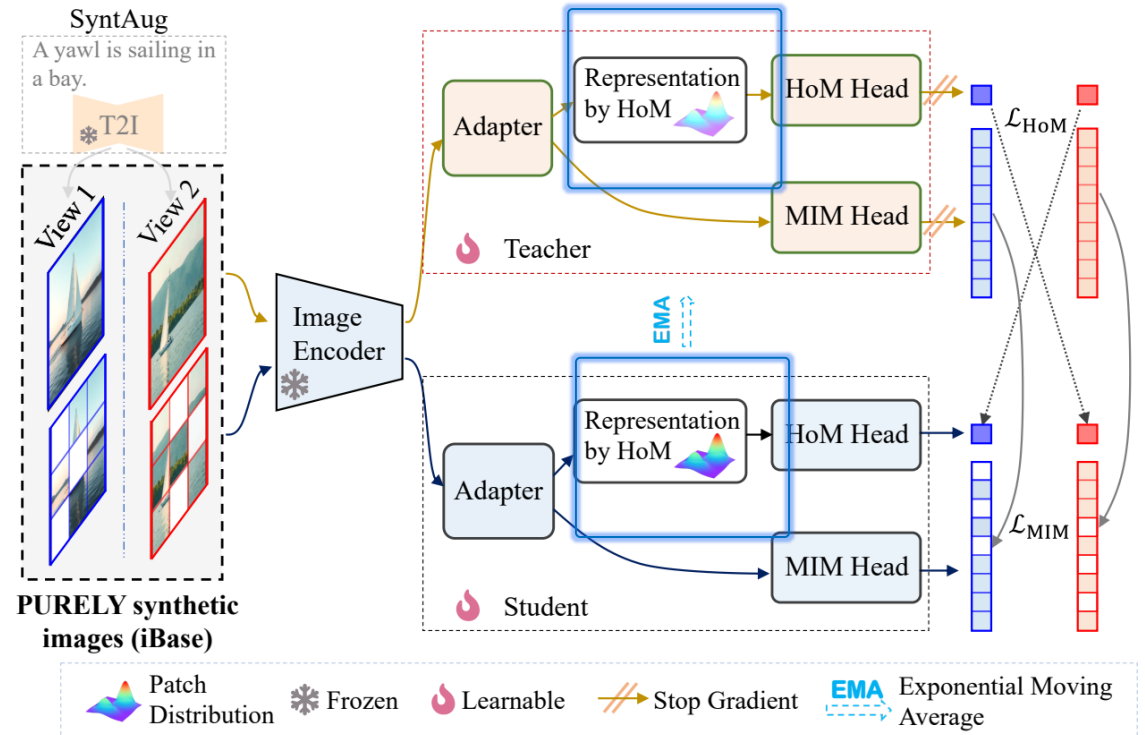 SyntAug
A yawl is sailing in
a bay.
T2I
View 1
View 2
PURELY synthetic
images (iBase)
Image
Encoder
Adapter
Representation
by HoM
HoM Head
MIM Head
Teacher
EMA
Adapter
Representation
by HoM
HoM Head
MIM Head
Student
ℒHoM
ℒMIM
Patch
Distribution
Frozen
Learnable
Stop Gradient
EMA
Exponential Moving
Average